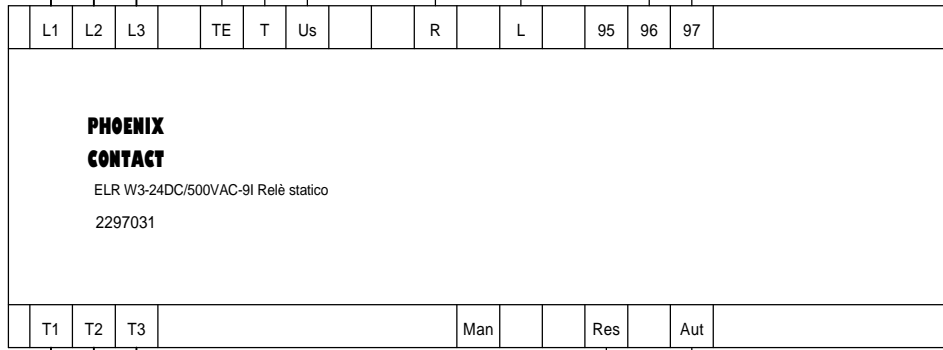 L1 L2 L3 TE T Us R L 95 96 97
PHOENIX
CONTACT
ELR W3-24DC/500VAC-9I Relè statico
2297031
T1 T2 T3 Man Res Aut